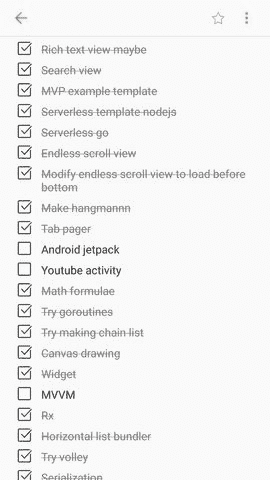 Rich text view maybe
Search view
MVP example template
Serverless template nodejs
Serverless go
Endless scroll view
Modify endless scroll view to load before
bottom
Make hangmannn
Tab pager
Android jetpack
Youtube activity
Math formulae
Try goroutines
Try making chain list
Canvas drawing
Widget
MVVM
Rx
Horizontal list bundler
Try volley
Serialization